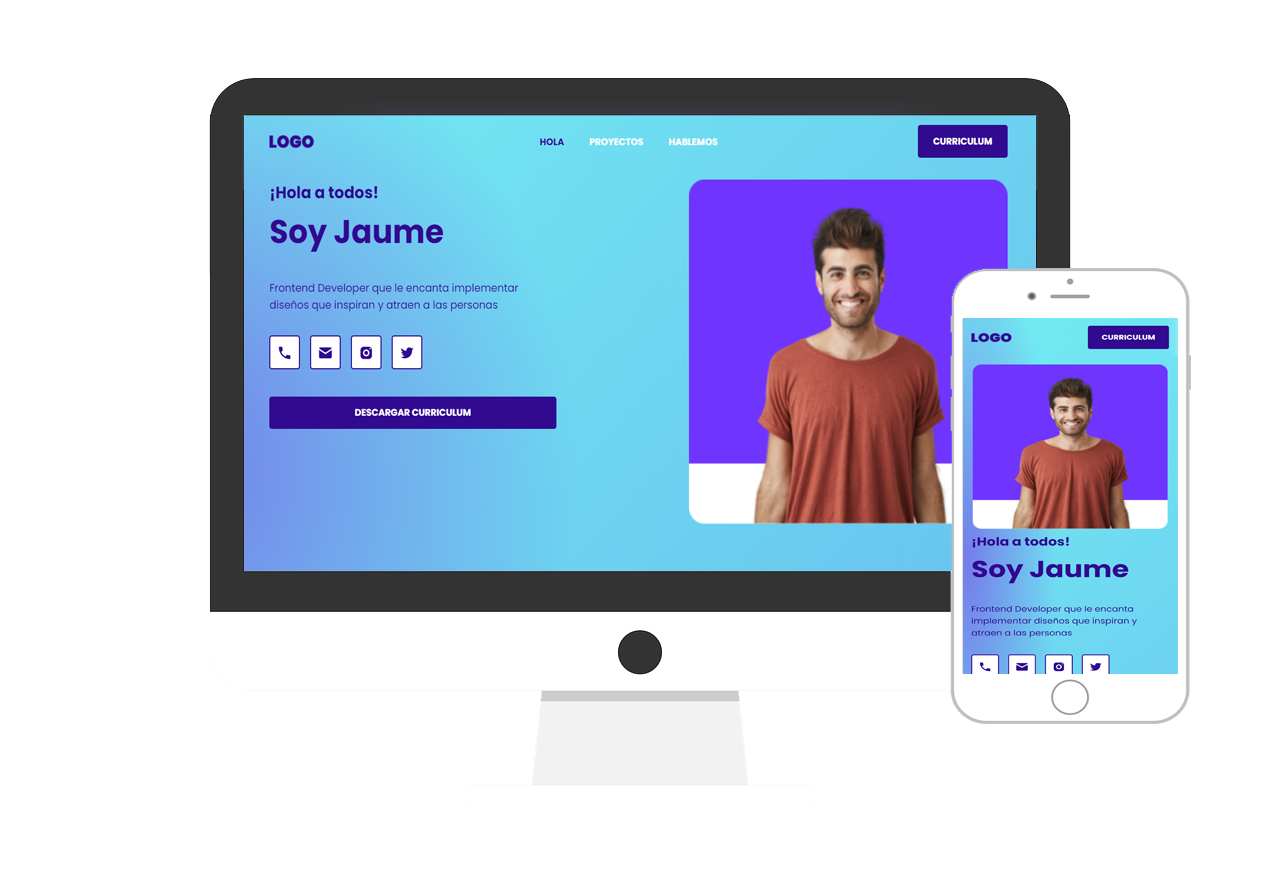 LOGO
HOLA PROYECTOS HABLEMOS
CURRICULUM
¡Hola a todos!
Soy Jaume
Frontend Developer que le encanta implementar
diseños que inspiran y atraen a las personas
DESCARGAR CURRICULUM
LOGO
CURRICULUM
¡Hola a todos!
Soy Jaume
Frontend Developer que le encanta
implementar diseños que inspiran y
atraen a las personas